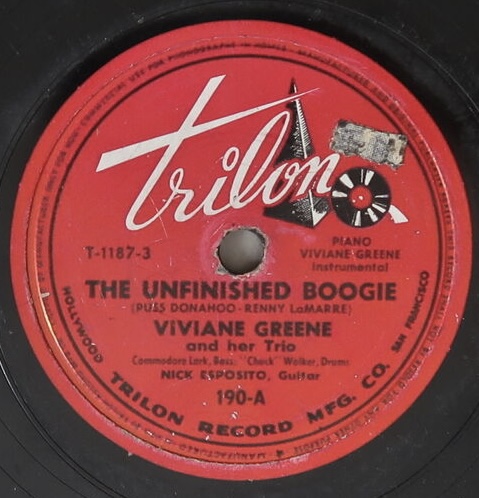 Trilon
T-1187-3
PIANO
VIVIANE GREENE
Instrumental
THE UNFINISHED BOOGIE
(PUSS DONAHOO - RENNY LaMARRE)
ViViANE GREENE
and her Trio
Commodore Lark, Bass: "Chuck" Walker, Drums
NICK ESPOSITO, Guitar
190-A
HOLLYWOOD TRILON RECORD MFG. CO. SAN FRANCISCO